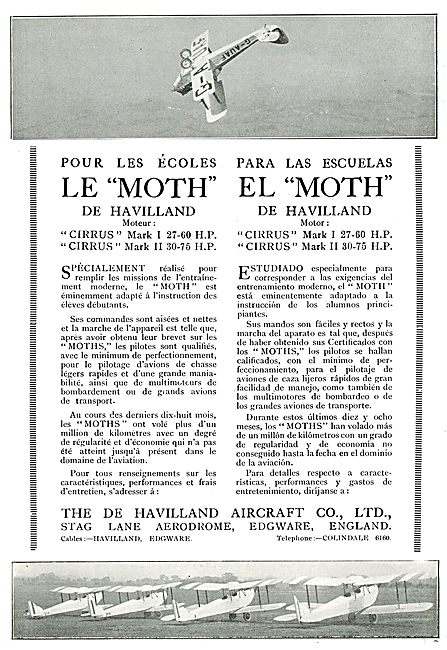 G-AUAF
POUR LES ÉCOLES
LE "MOTH"
DE HAVILLAND
Moteur:
"CIRRUS" Mark I 27-60 H.P.
"CIRRUS" Mark II 30-75 H.P.
SPÉCIALEMENT réalisé pour
remplir les missions de l'entraîne-
ment moderne, le "MOTH" est
éminemment adapté à l'instruction des
élèves débutants.
Ses commandes sont aisées et nettes
et la marche de l'appareil est telle que,
après avoir obtenu leur brevet sur les
"MOTHS," les pilotes sont qualifiés,
avec le minimum de perfectionnement,
pour le pilotage d'avions de chasse
légers rapides et d'une grande mania-
bilité, ainsi que de multimoteurs de
bombardement ou de grands avions
de transport.
Au cours des derniers dix-huit mois,
les "MOTHS" ont volé plus d'un
million de kilometres avec un degré
de régularité et d'économie qui n'a pas
été atteint jusqu'à présent dans le
domaine de l'aviation.
Pour tous renseignements sur les
caractéristiques, performances et frais
d'entretien, s'adresser à:
PARA LAS ESCUELAS
EL "MOTH"
DE HAVILLAND
Motor:
"CIRRUS" Mark I 27-60 H.P.
"CIRRUS" Mark II 30-75 H.P.
ESTUDIADO especialmente para
corresponder a las exigencias del
entrenamiento moderno, el "MOTH"
está eminentemente adaptado a la
instrucción de los alumnos princi-
piantes.
Sus mandos son fáciles y rectos y la
marcha del aparato es tal que, después
de haber obtenido sus Certificados con
los "MOTHS," los pilotos se hallan
calificados, con el mínimo de per-
feccionamiento, para el pilotaje de
aviones de caza lijeros rápidos de gran
facilidad de manejo, como también de
los multimotores de bombardeo o de
los grandes aviones de transporte.
Durante estos últimos diez y ocho
meses, los "MOTHS" han volado más
de un millón de kilómetros con un grado
de regularidad y de economía no
conseguido hasta la fecha en el dominio
de la aviación.
Para detalles respecto a caracte-
rísticas, performances y gastos de
entretenimiento, diríjanse a:
THE DE HAVILLAND AIRCRAFT CO., LTD.,
STAG LANE AERODROME, EDGWARE, ENGLAND.
Cables:—HAVILLAND, EDGWARE. Telephone:—COLINDALE 6160.